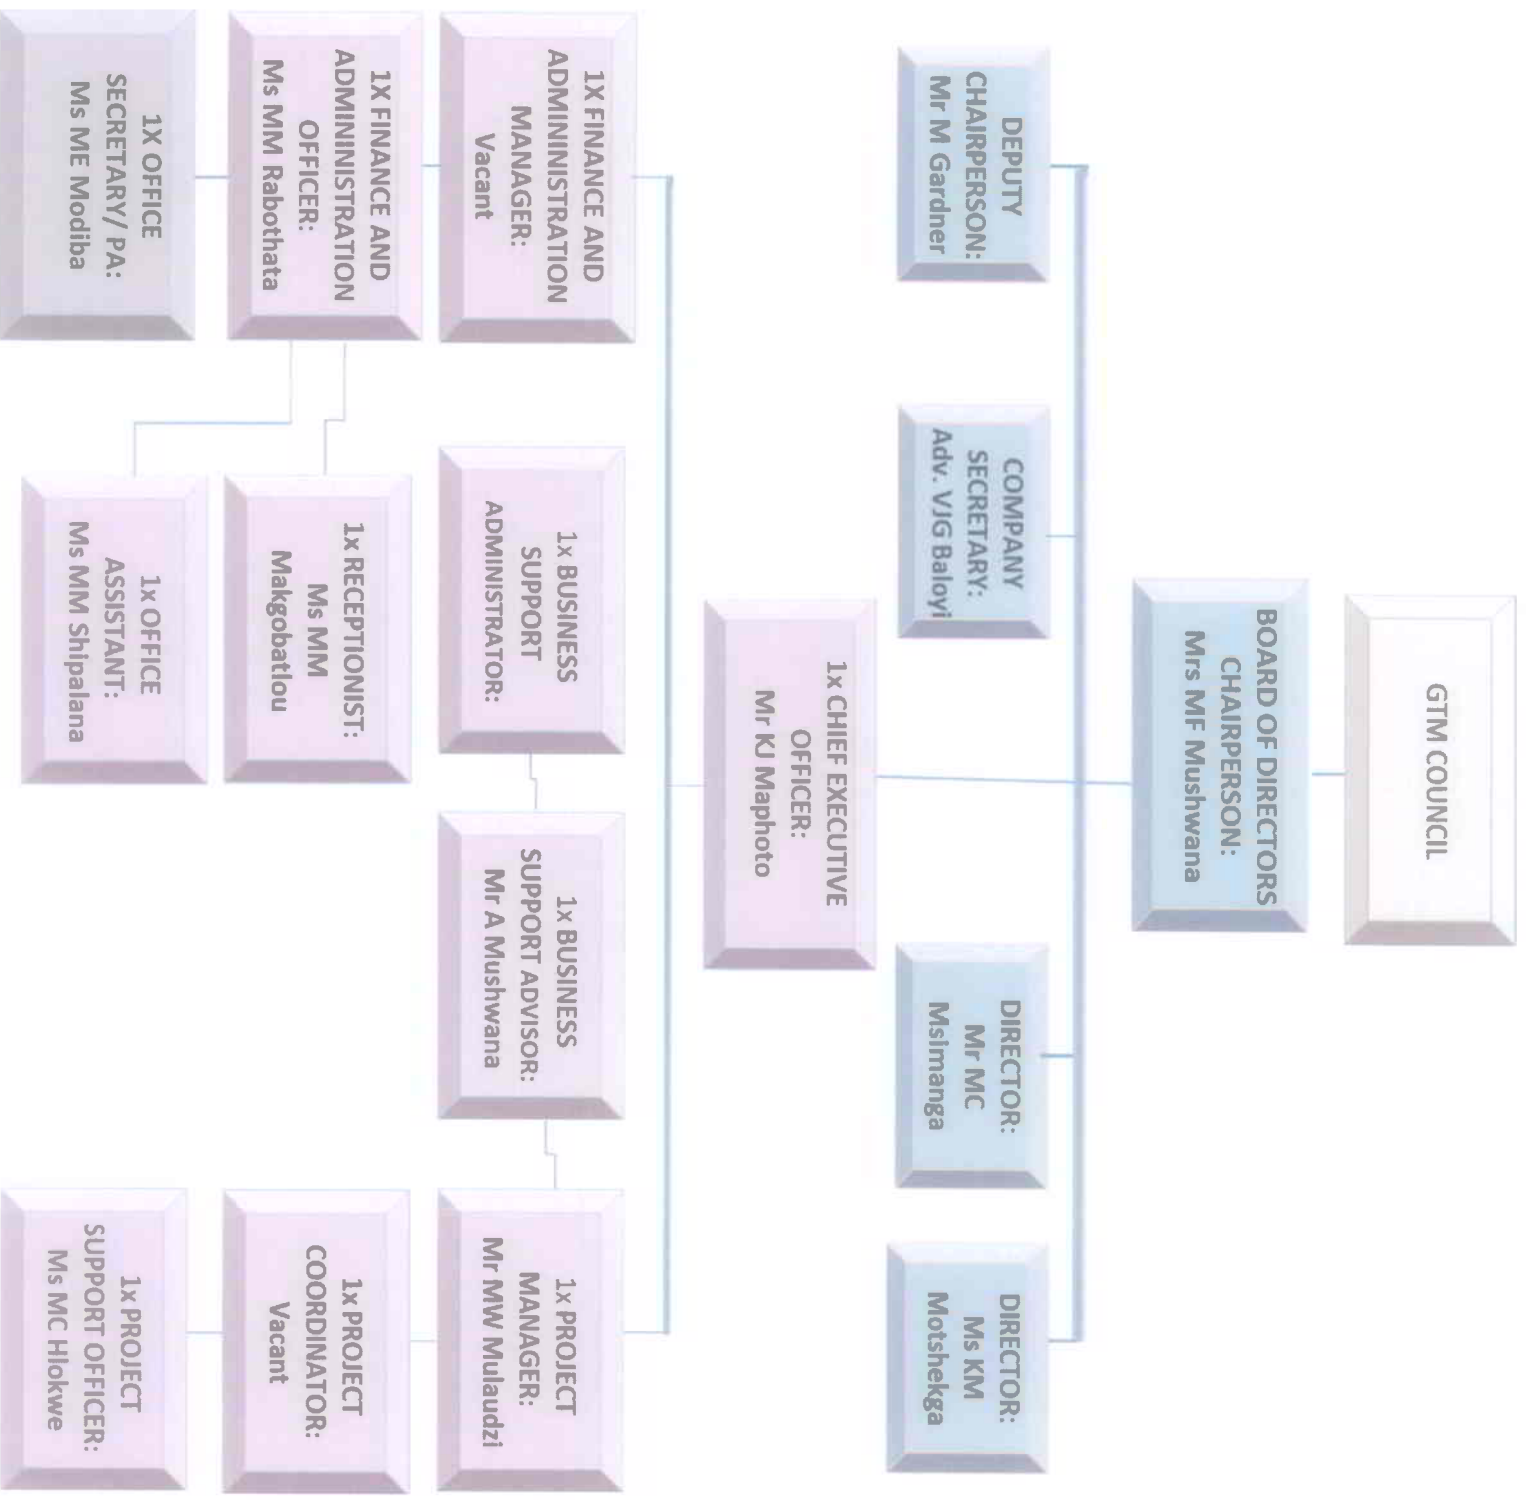 GTM COUNCIL
BOARD OF DIRECTORS
CHAIRPERSON:
Mrs MF Mushwana
DEPUTY
CHAIRPERSON:
Mr M Gardner
COMPANY
SECRETARY:
Adv. VJG Baloyi
DIRECTOR:
Mr MC
Msimanga
DIRECTOR:
Ms KM
Motshekga
1x CHIEF EXECUTIVE
OFFICER:
Mr KJ Maphoto
1X FINANCE AND
ADMININISTRATION
MANAGER:
Vacant
1x BUSINESS
SUPPORT
ADMINISTRATOR:
1x BUSINESS
SUPPORT ADVISOR:
Mr A Mushwana
1x PROJECT
MANAGER:
Mr MW Mulaudzi
1X FINANCE AND
ADMININISTRATION
OFFICER:
Ms MM Rabothata
1x RECEPTIONIST:
Ms MM
Makgobatlou
1x PROJECT
COORDINATOR:
Vacant
1X OFFICE
SECRETARY/ PA:
Ms ME Modiba
1x OFFICE
ASSISTANT:
Ms MM Shipalana
1x PROJECT
SUPPORT OFFICER:
Ms MC Hlokwe